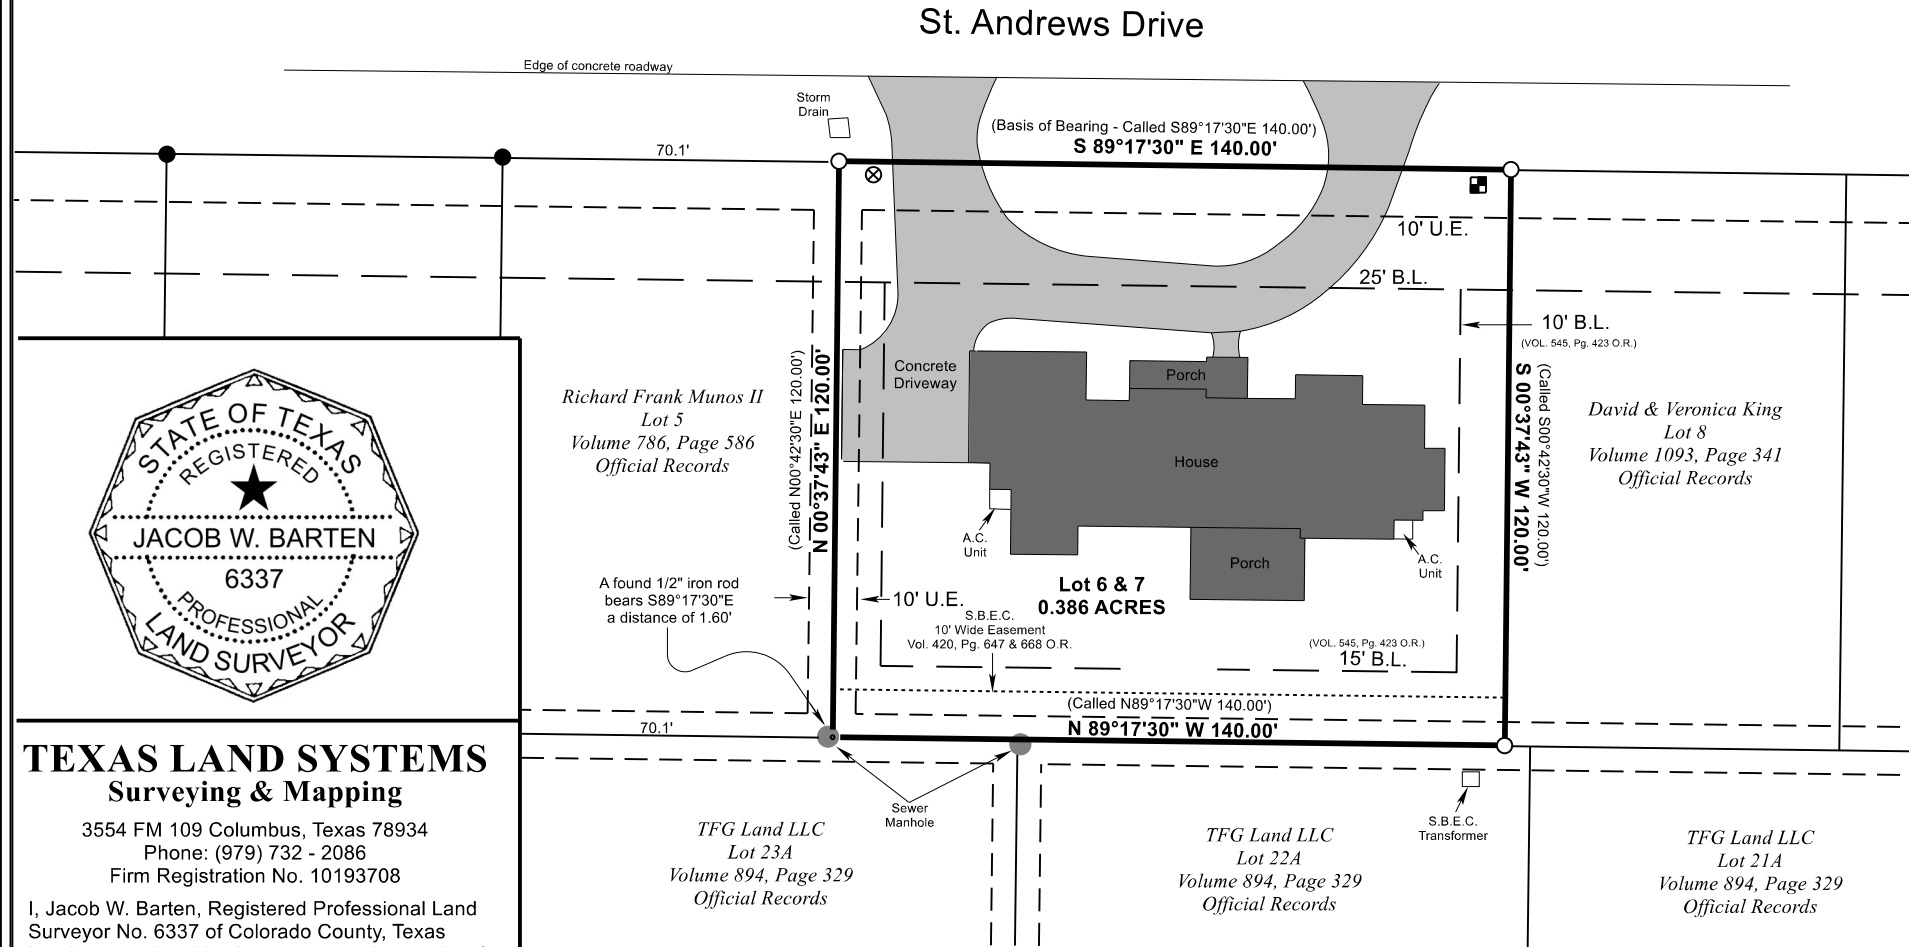 St. Andrews Drive
Edge of concrete roadway
Storm
Drain
(Basis of Bearing - Called S89°17'30"E 140.00')
S 89°17'30" E 140.00'
70.1'
10' U.E.
25' B.L.
10' B.L.
(VOL. 545, Pg. 423 O.R.)
Concrete
Driveway
Porch
House
Porch
A.C.
Unit
A.C.
Unit
(Called N00°42'30"E 120.00')
N 00°37'43" E 120.00'
S 00°37'43" W 120.00'
(Called S00°42'30"W 120.00')
Richard Frank Munos II
Lot 5
Volume 786, Page 586
Official Records
David & Veronica King
Lot 8
Volume 1093, Page 341
Official Records
A found 1/2" iron rod
bears S89°17'30"E
a distance of 1.60'
10' U.E.
Lot 6 & 7
0.386 ACRES
S.B.E.C.
10' Wide Easement
Vol. 420, Pg. 647 & 668 O.R.
(VOL. 545, Pg. 423 O.R.)
15' B.L.
(Called N89°17'30"W 140.00')
N 89°17'30" W 140.00'
70.1'
Sewer
Manhole
S.B.E.C.
Transformer
TFG Land LLC
Lot 23A
Volume 894, Page 329
Official Records
TFG Land LLC
Lot 22A
Volume 894, Page 329
Official Records
TFG Land LLC
Lot 21A
Volume 894, Page 329
Official Records
STATE OF TEXAS
REGISTERED
JACOB W. BARTEN
6337
PROFESSIONAL
LAND SURVEYOR
TEXAS LAND SYSTEMS
Surveying & Mapping
3554 FM 109 Columbus, Texas 78934
Phone: (979) 732 - 2086
Firm Registration No. 10193708
I, Jacob W. Barten, Registered Professional Land
Surveyor No. 6337 of Colorado County, Texas